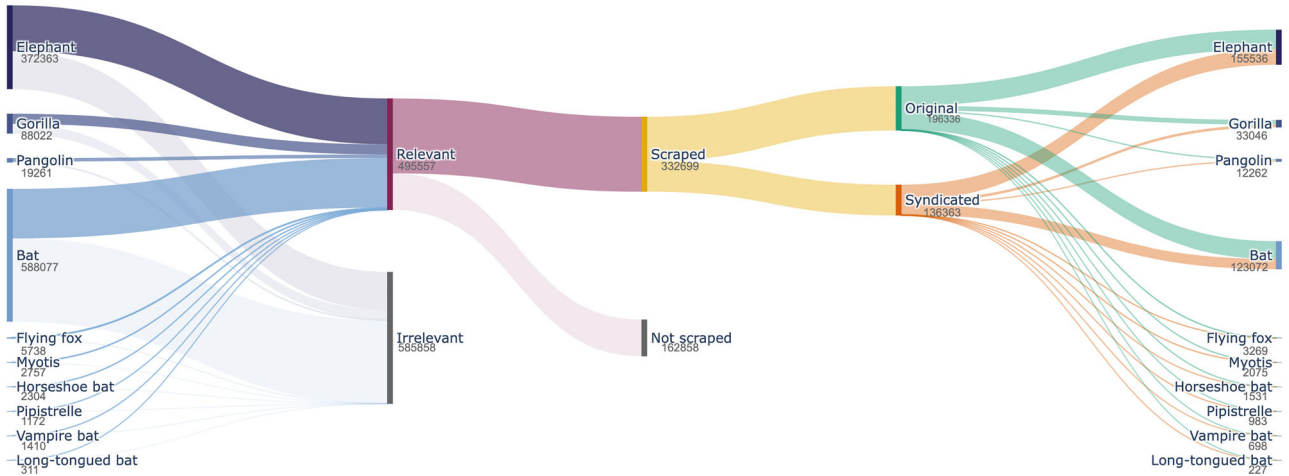 Elephant
372363
Gorilla
88022
Pangolin
19261
Bat
588077
Flying fox
5738
Myotis
2757
Horseshoe bat
2304
Pipistrelle
1172
Vampire bat
1410
Long-tongued bat
311
Relevant
495557
Irrelevant
585858
Scraped
332699
Not scraped
162858
Original
196336
Syndicated
136363
Elephant
155536
Gorilla
33046
Pangolin
12262
Bat
123072
Flying fox
3269
Myotis
2075
Horseshoe bat
1531
Pipistrelle
983
Vampire bat
698
Long-tongued bat
227